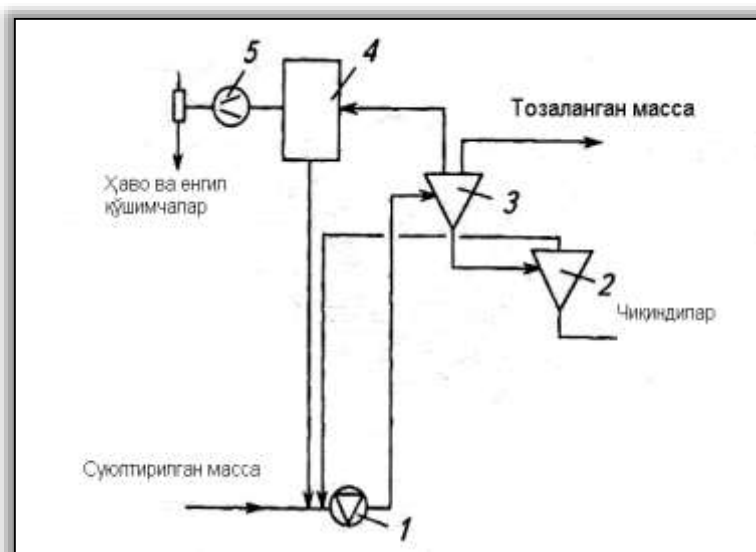 5
4
Тозаланган масса
Ҳаво ва енгил
қўшимчалар
3
2
Чиқиндилар
Суюлтирилган масса
1